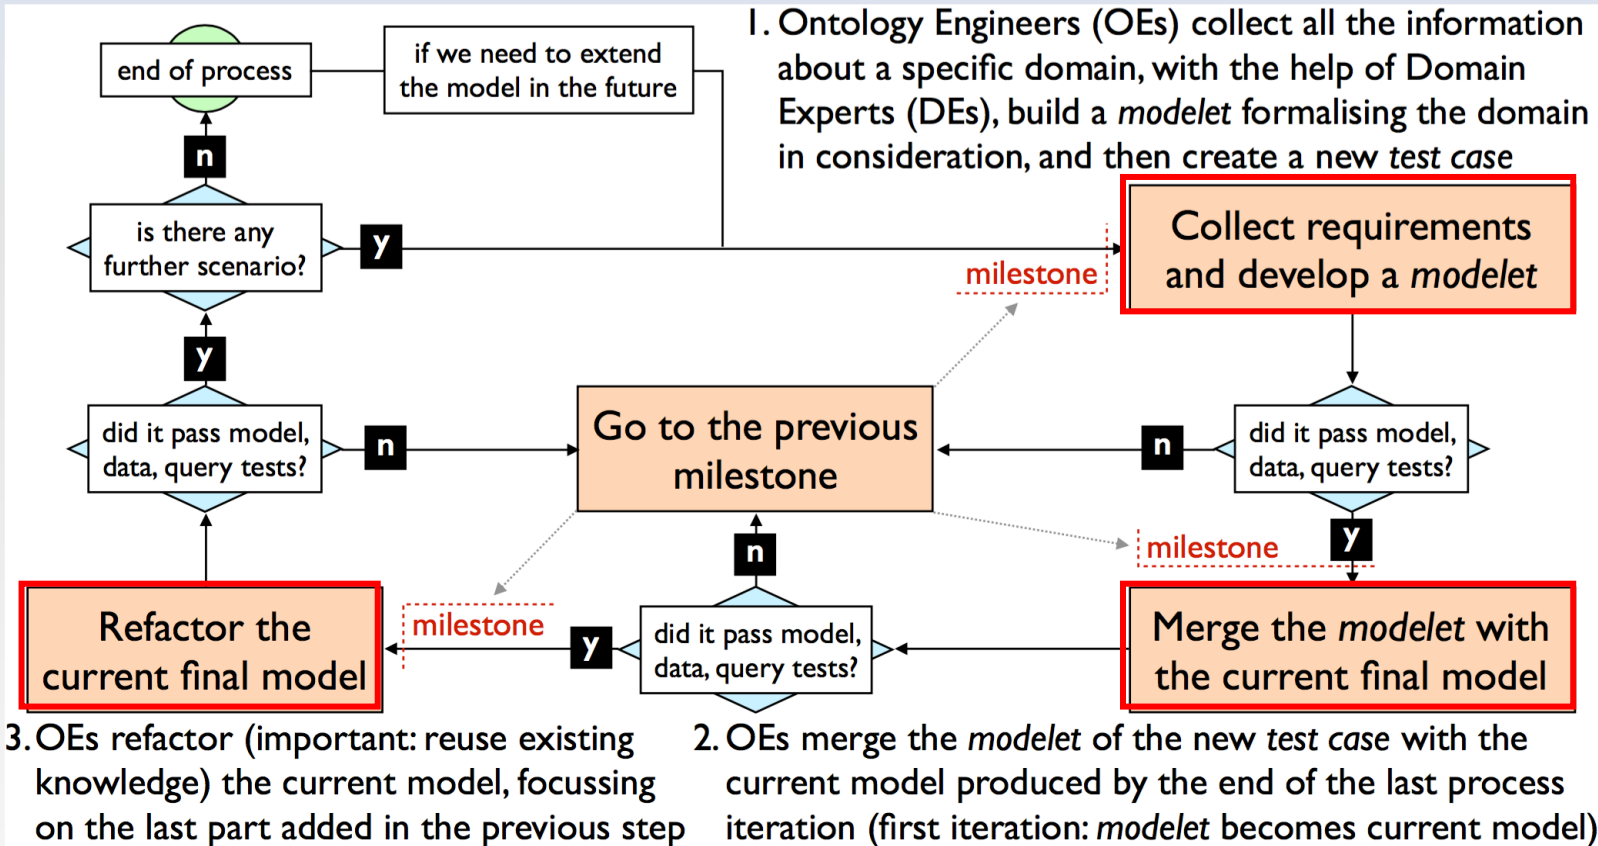 1. Ontology Engineers (OEs) collect all the information
about a specific domain, with the help of Domain
Experts (DEs), build a modelet formalising the domain
in consideration, and then create a new test case
end of process
if we need to extend
the model in the future
n
is there any
further scenario?
y
milestone
Collect requirements
and develop a modelet
y
did it pass model,
data, query tests?
n
Go to the previous
milestone
n
did it pass model,
data, query tests?
y
milestone
n
Refactor the
current final model
milestone
y
did it pass model,
data, query tests?
Merge the modelet with
the current final model
3. OEs refactor (important: reuse existing
knowledge) the current model, focussing
on the last part added in the previous step
2. OEs merge the modelet of the new test case with the
current model produced by the end of the last process
iteration (first iteration: modelet becomes current model)